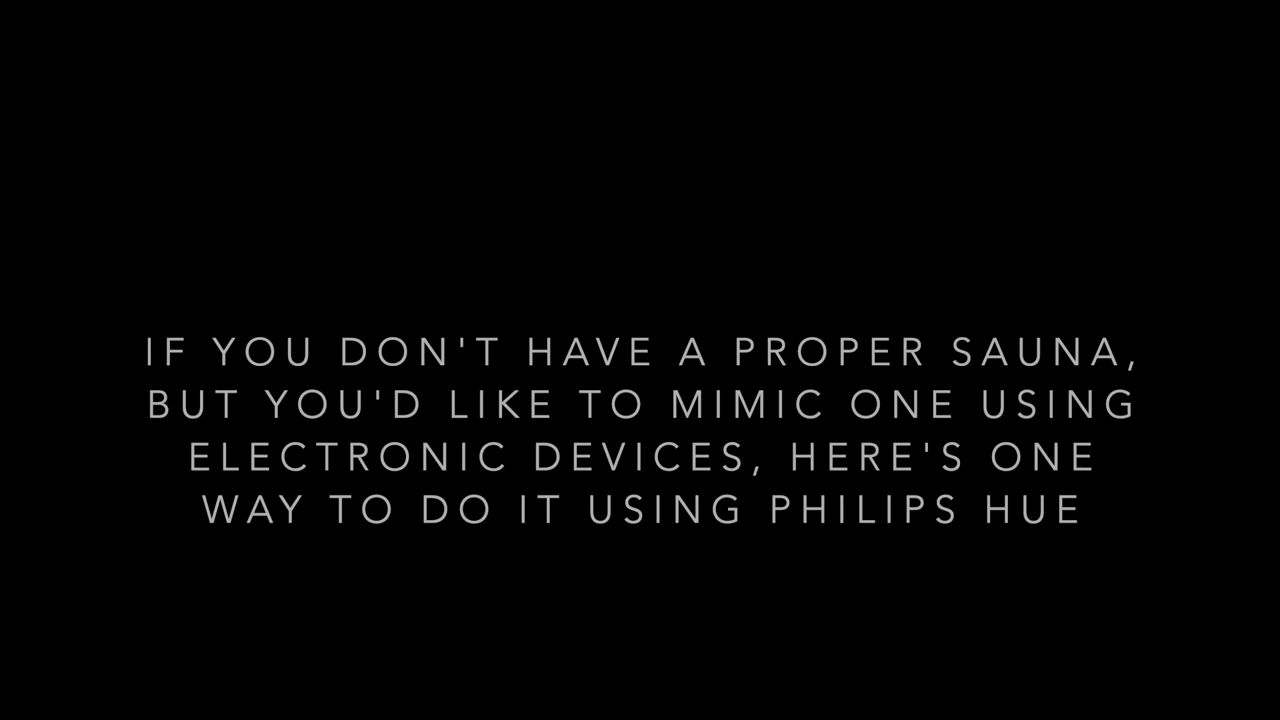 IF YOU DON'T HAVE A PROPER SAUNA,
BUT YOU'D LIKE TO MIMIC ONE USING
ELECTRONIC DEVICES, HERE'S ONE
WAY TO DO IT USING PHILIPS HUE